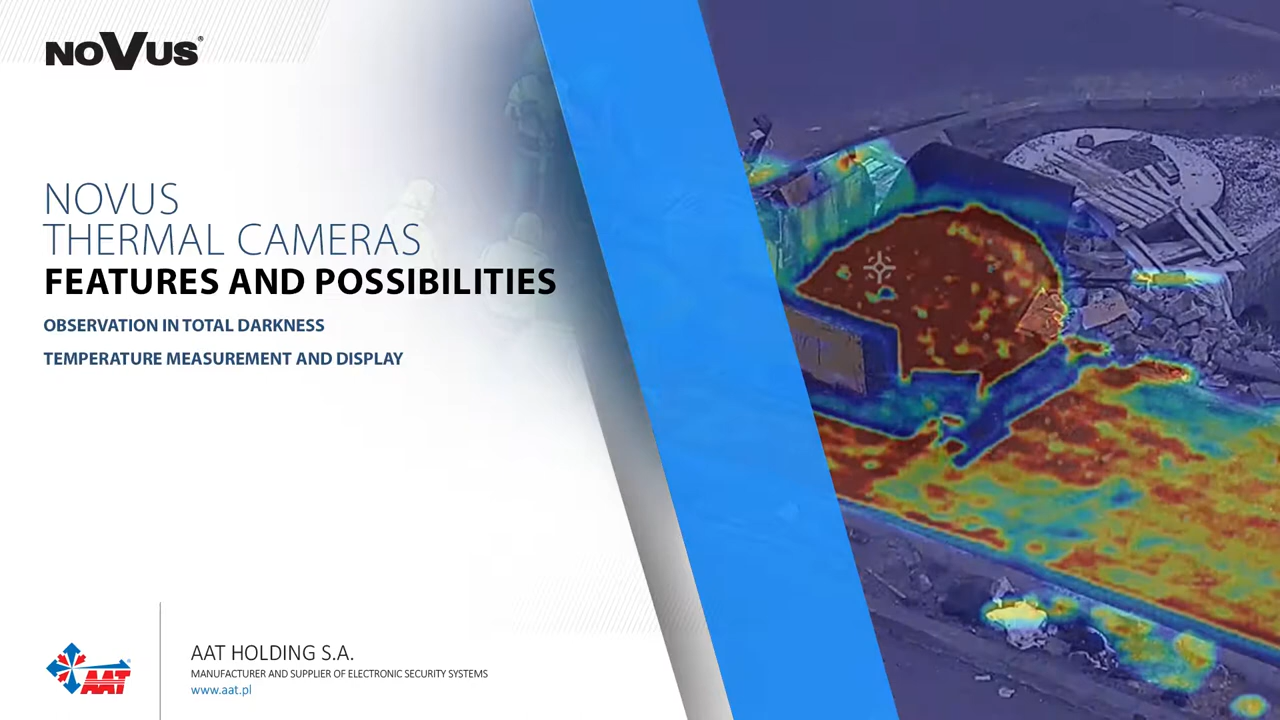 NOVUS®
NOVUS
THERMAL CAMERAS
FEATURES AND POSSIBILITIES
OBSERVATION IN TOTAL DARKNESS
TEMPERATURE MEASUREMENT AND DISPLAY
AAT
AAT HOLDING S.A.
MANUFACTURER AND SUPPLIER OF ELECTRONIC SECURITY SYSTEMS
www.aat.pl